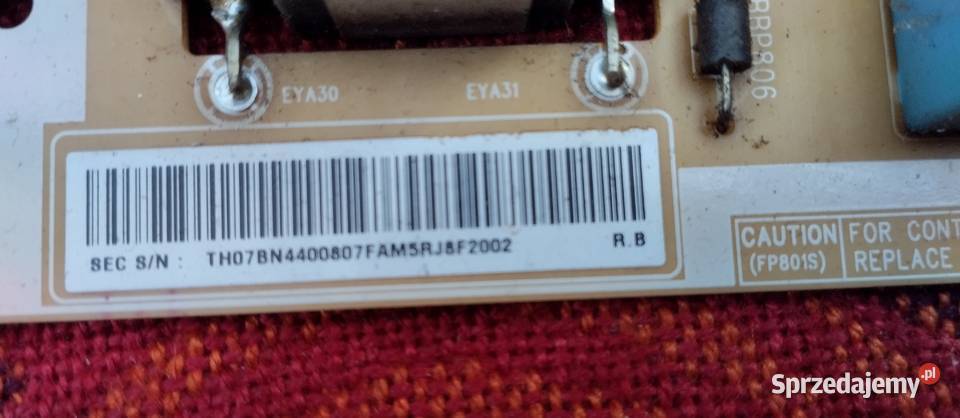 BBP806
EYA30
EYA31
SEC S/N : TH07BN4400807FAM5RJ8F2002
R.B
CAUTION
(FP801S)
FOR CONT
REPLACE
Sprzedajemy.pl